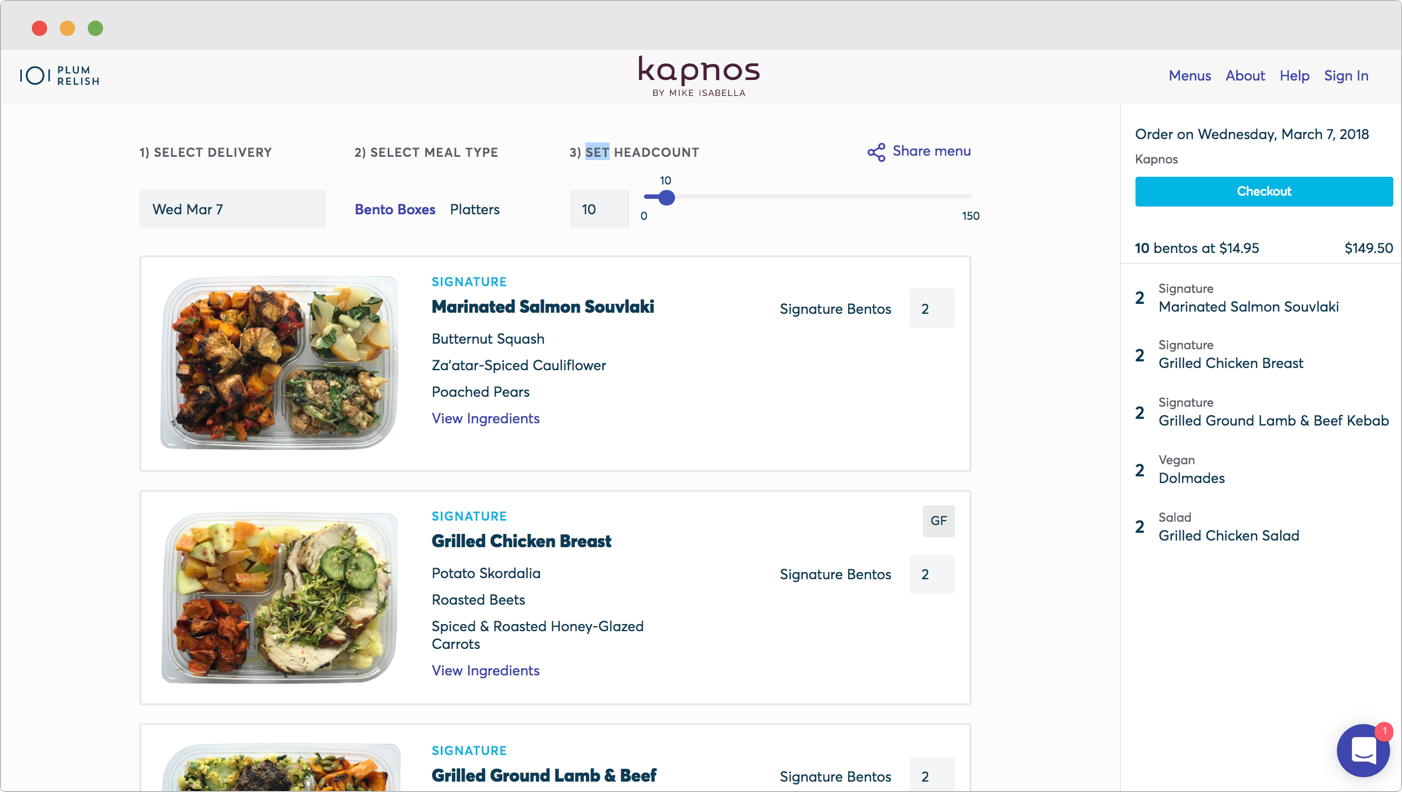 PLUM
RELISH
kapnos
BY MIKE ISABELLA
Menus About Help Sign In
1) SELECT DELIVERY
2) SELECT MEAL TYPE
3) SET HEADCOUNT
Share menu
Wed Mar 7
Bento Boxes Platters
10
10
0
150
SIGNATURE
Marinated Salmon Souvlaki
Butternut Squash
Za'atar-Spiced Cauliflower
Poached Pears
View Ingredients
Signature Bentos 2
SIGNATURE
Grilled Chicken Breast
Potato Skordalia
Roasted Beets
Spiced & Roasted Honey-Glazed
Carrots
View Ingredients
GF
Signature Bentos 2
SIGNATURE
Grilled Ground Lamb & Beef
Signature Bentos 2
Order on Wednesday, March 7, 2018
Kapnos
Checkout
10 bentos at $14.95 $149.50
Signature
2 Marinated Salmon Souvlaki
Signature
2 Grilled Chicken Breast
Signature
2 Grilled Ground Lamb & Beef Kebab
Vegan
2 Dolmades
Salad
2 Grilled Chicken Salad
1